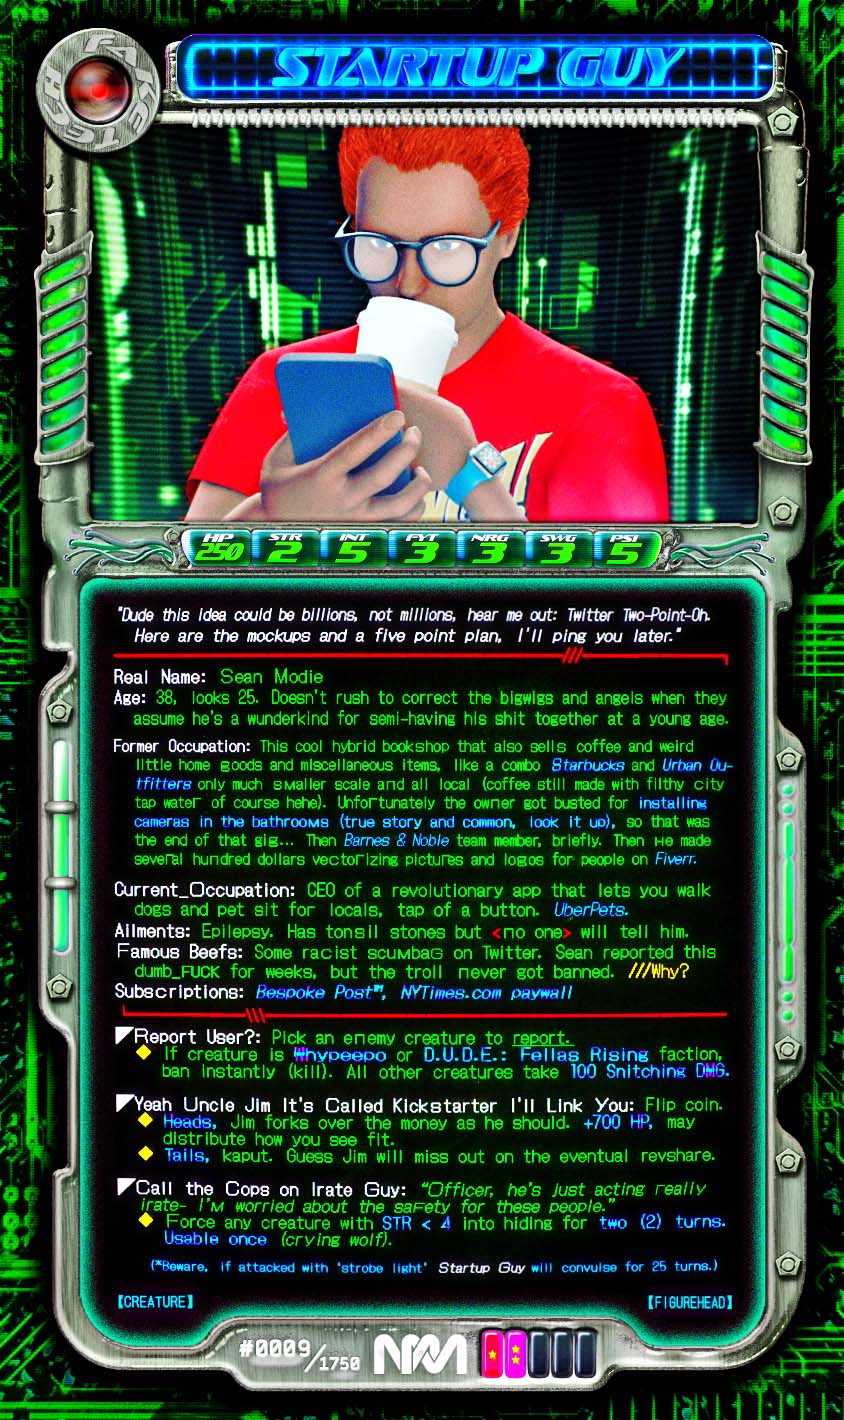 FAKE TECH
STARTUP GUY
HP STR INT FYT NRG SWG PSI
250 2 5 3 3 3 5
"Dude this idea could be billions, not millions, hear me out: Twitter Two-Point-Oh.
Here are the mockups and a five point plan, I'll ping you later."
Real Name: Sean Modie
Age: 38, looks 25. Doesn't rush to correct the bigwigs and angels when they
assume he's a wunderkind for semi-having his shit together at a young age.
Former Occupation: This cool hybrid bookshop that also sells coffee and weird
little home goods and miscellaneous items, like a combo Starbucks and Urban Ou-
tfitters only much smaller scale and all local (coffee still made with filthy city
tap water of course hehe). Unfortunately the owner got busted for installing
cameras in the bathrooms (true story and common, look it up), so that was
the end of that gig... Then Barnes & Noble team member, briefly. Then He made
several hundred dollars vectorizing pictures and logos for people on Fiverr.
Current_Occupation: CEO of a revolutionary app that lets you walk
dogs and pet sit for locals, tap of a button. UberPets.
Ailments: Epilepsy. Has tonsil stones but <no one> will tell him.
Famous Beefs: Some racist scumbag on Twitter. Sean reported this
dumb_FUCK for weeks, but the troll never got banned. ///Why?
Subscriptions: Bespoke Post™, NYTimes.com paywall
Report User?: Pick an enemy creature to report.
If creature is Whypeepo or D.U.D.E.: Fellas Rising faction,
ban instantly (kill). All other creatures take 100 Snitching DMG.
Yeah Uncle Jim It's Called Kickstarter I'll Link You: Flip coin.
Heads, Jim forks over the money as he should. +700 HP, may
distribute how you see fit.
Tails, kaput. Guess Jim will miss out on the eventual revshare.
Call the Cops on Irate Guy: "Officer, he's just acting really
irate- I'm worried about the safety for these people."
Force any creature with STR < 4 into hiding for two (2) turns.
Usable once (crying wolf).
(*Beware, if attacked with 'strobe light' Startup Guy will convulse for 25 turns.)
【CREATURE】 【FIGUREHEAD】
#0009/1750 NPM